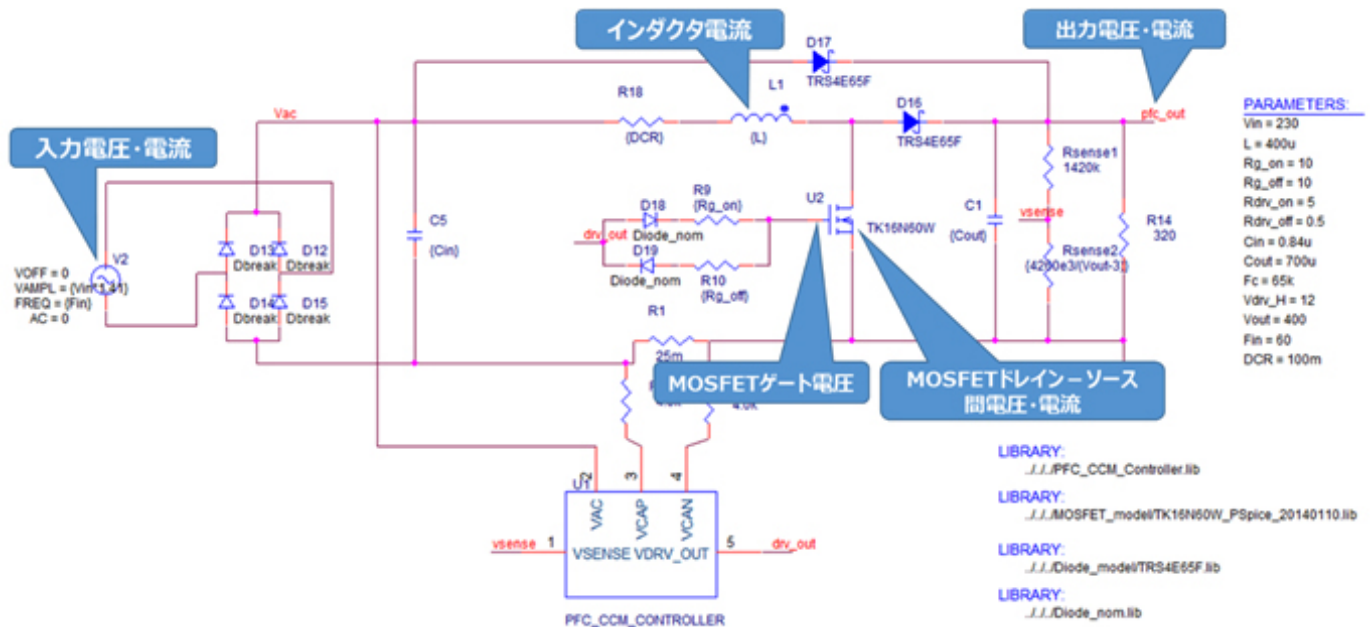 インダクタ電流
出力電圧・電流
入力電圧・電流
D17
TRS4E65F
R18
{DCR}
L1
{L}
D16
TRS4E65F
Vac
pfc_out
V2
VOFF = 0
FREQ = {Fin}
AC = 0
D13
Dbreak
D12
Dbreak
D14
Dbreak
D15
Dbreak
C5
{Cin}
drv_out
D18
Diode_nom
D19
Diode_nom
R9
{Rg_on}
R10
{Rg_off}
U2
TK16N60W
C1
{Cout}
Rsense1
1420k
vsense
Rsense2
R14
320
R1
25m
MOSFETゲート電圧
MOSFETドレイン－ソース
間電圧・電流
PARAMETERS:
Vin = 230
L = 400u
Rg_on = 10
Rg_off = 10
Rdrv_on = 5
Rdrv_off = 0.5
Cin = 0.84u
Cout = 700u
Fc = 65k
Vdrv_H = 12
Vout = 400
Fin = 60
DCR = 100m
U1
2
3
4
VAC
VCAP
VCAN
vsense
1
VSENSE
VDRV_OUT
5
drv_out
PFC_CCM_CONTROLLER
LIBRARY:
../../../PFC_CCM_Controller.lib
LIBRARY:
../../../MOSFET_model/TK16N60W_PSpice_20140110.lib
LIBRARY:
../../../Diode_model/TRS4E65F.lib
LIBRARY:
../../../Diode_nom.lib